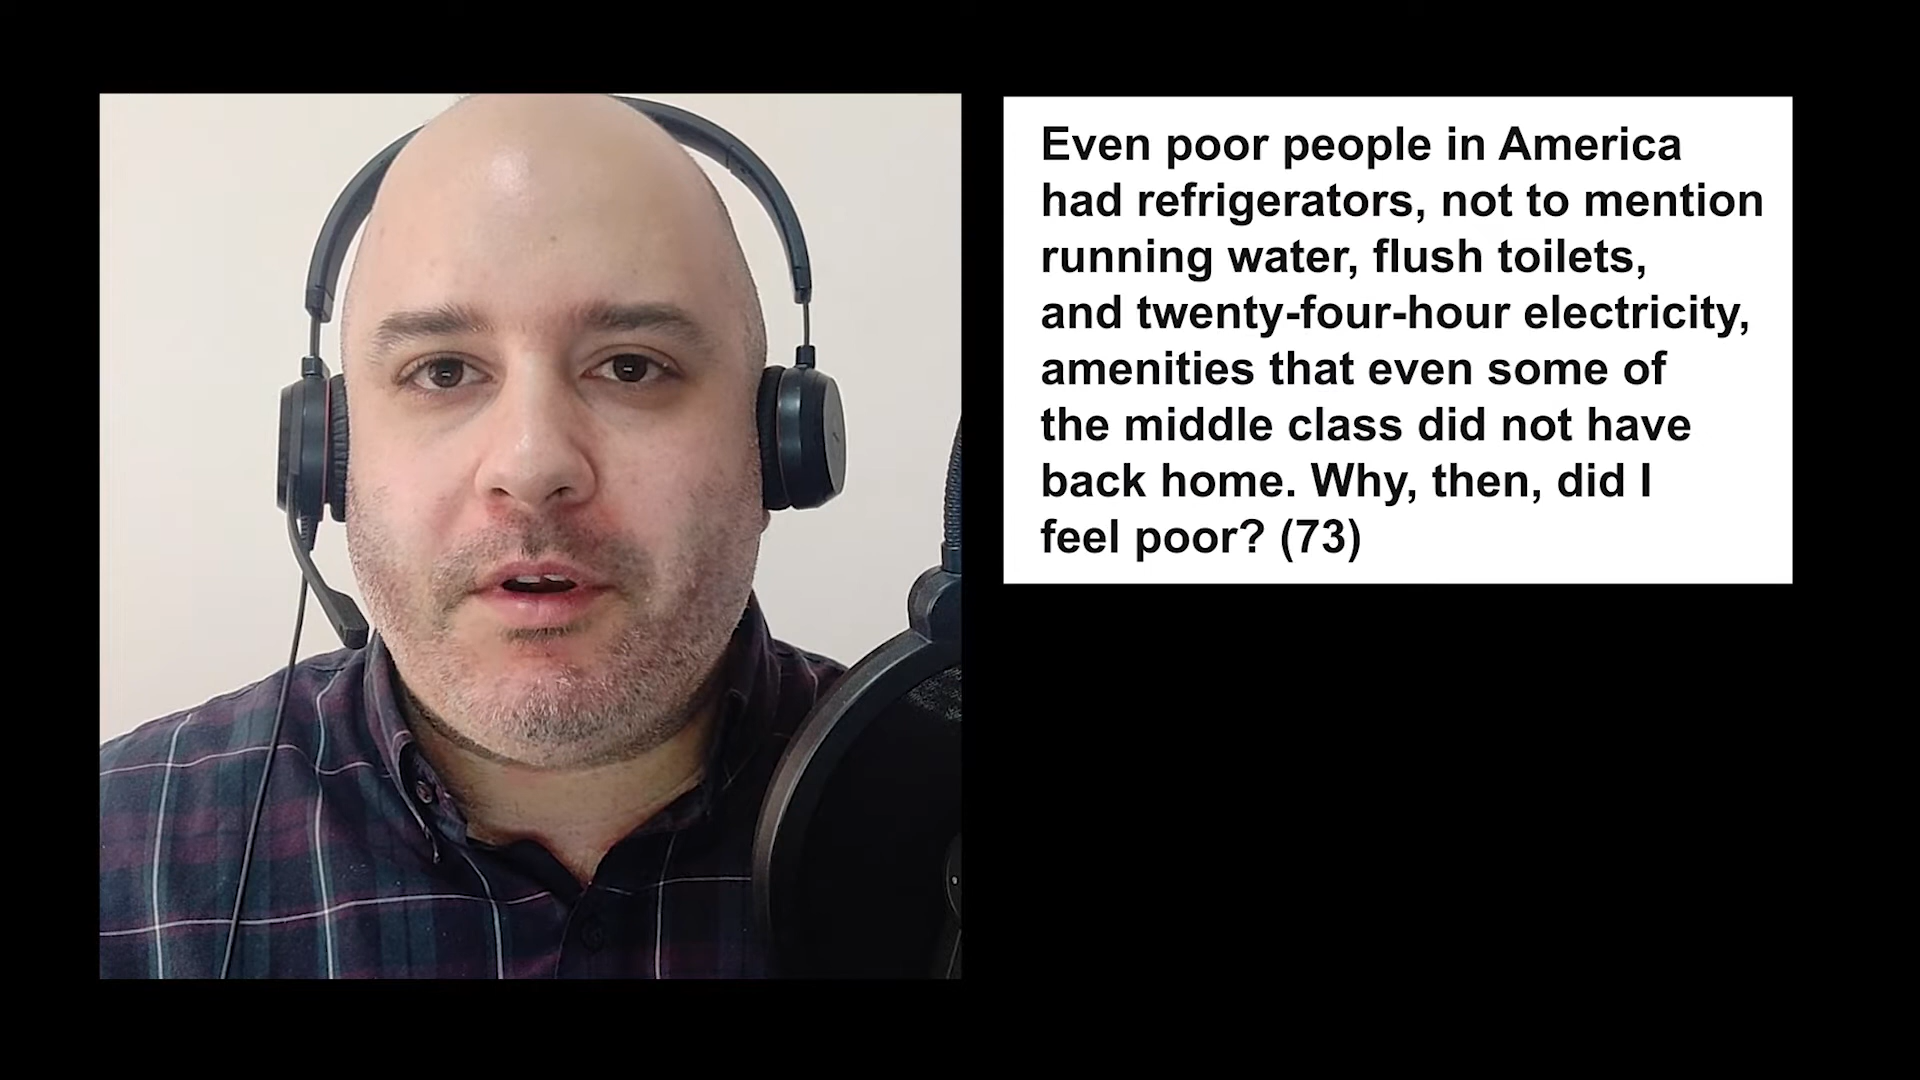 Even poor people in America
had refrigerators, not to mention
running water, flush toilets,
and twenty-four-hour electricity,
amenities that even some of
the middle class did not have
back home. Why, then, did I
feel poor? (73)